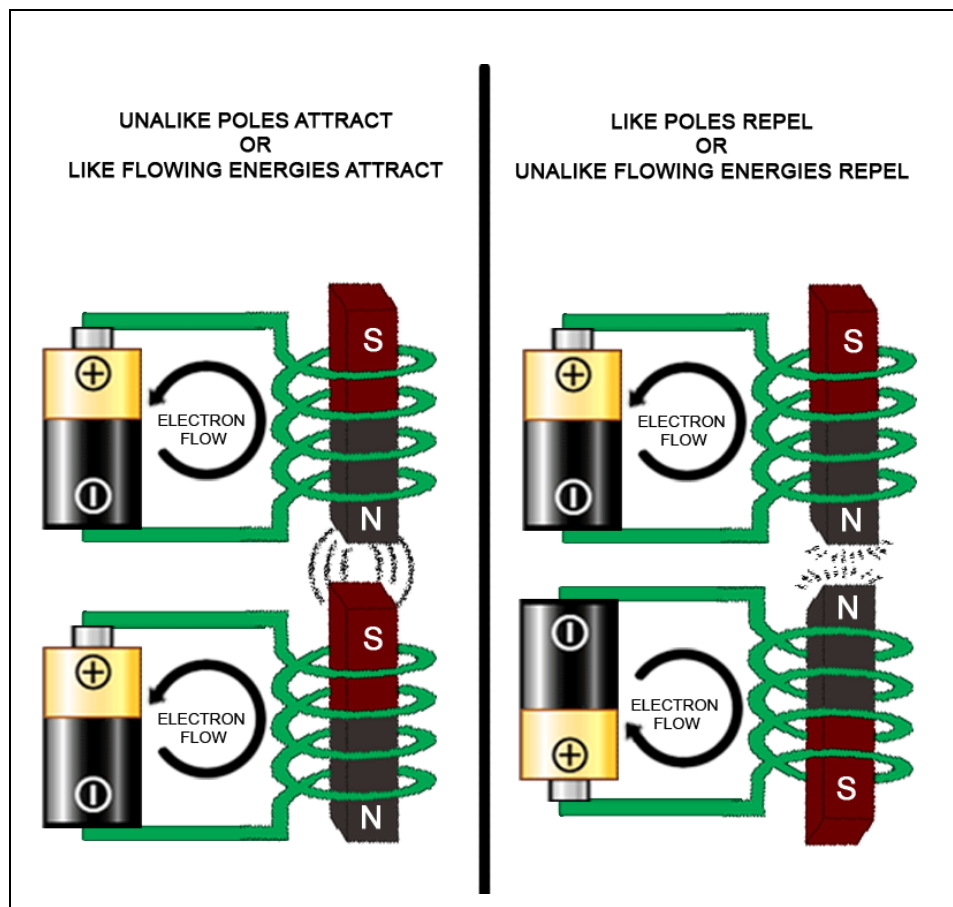 UNALIKE POLES ATTRACT
OR
LIKE FLOWING ENERGIES ATTRACT
LIKE POLES REPEL
OR
UNALIKE FLOWING ENERGIES REPEL
S
+
ELECTRON
FLOW
-
N
S
+
ELECTRON
FLOW
-
N
S
+
ELECTRON
FLOW
-
N
N
-
ELECTRON
FLOW
+
S